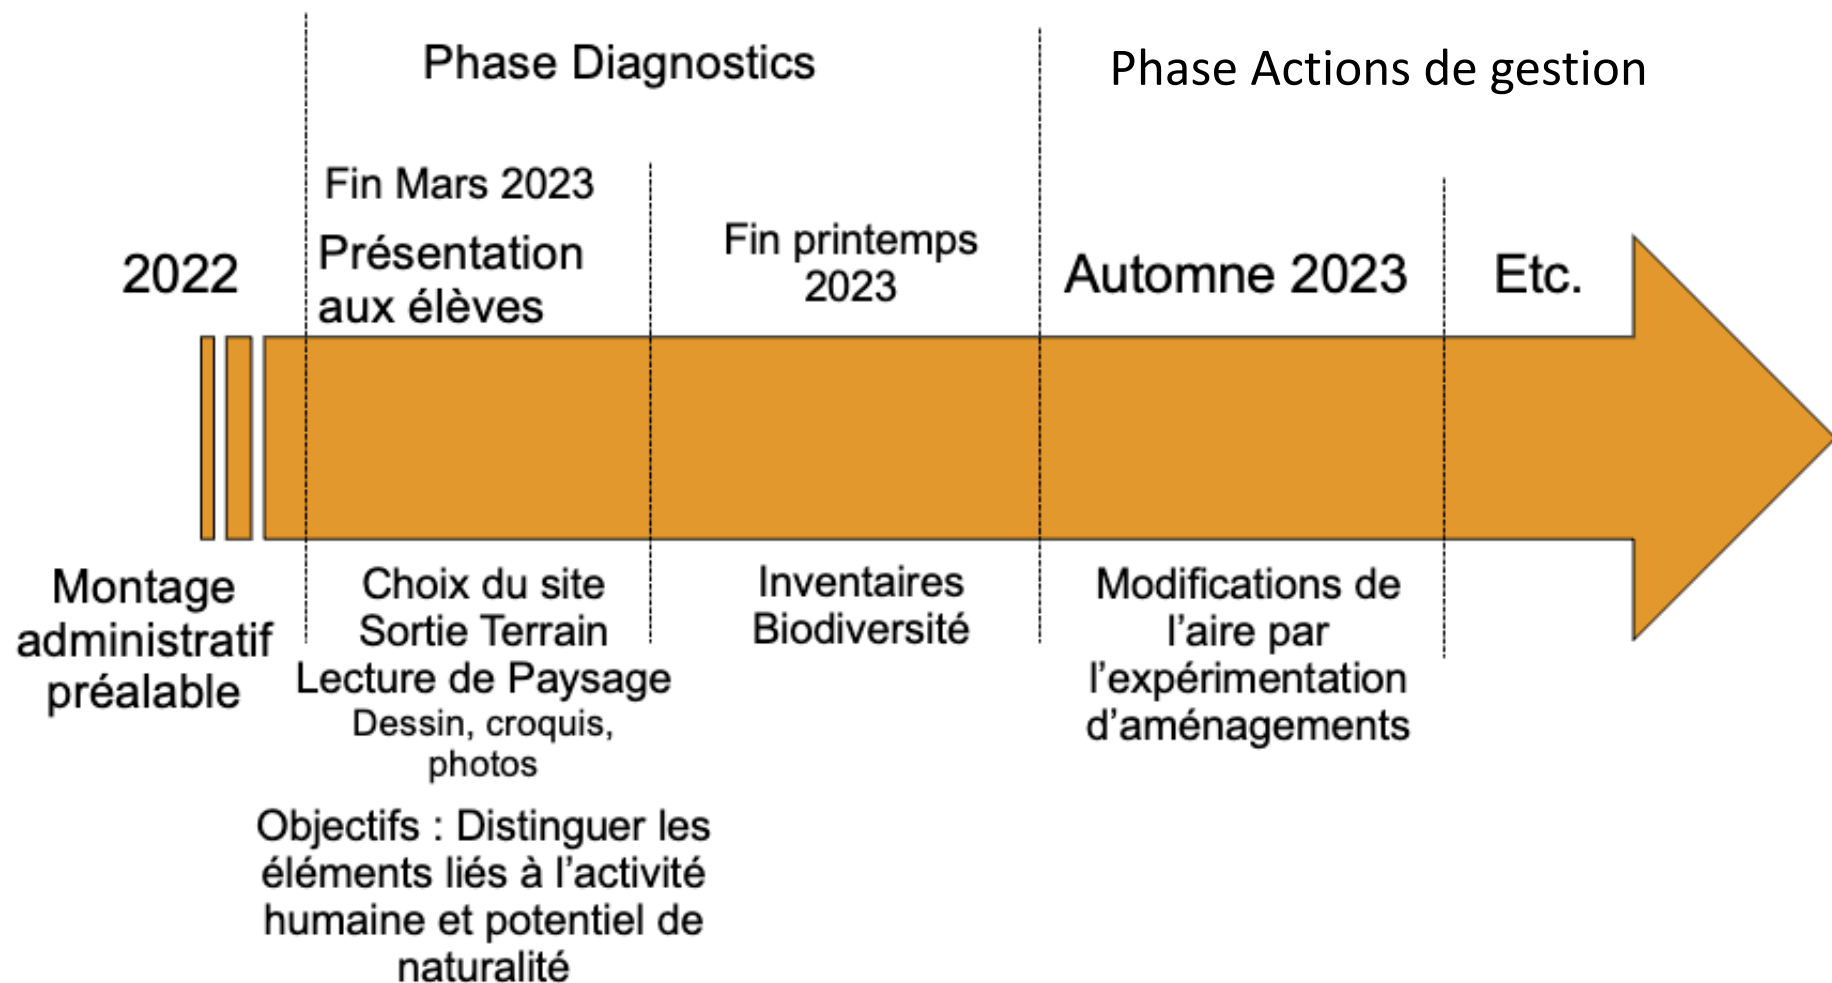 Phase Diagnostics
Phase Actions de gestion
2022
Fin Mars 2023
Présentation
aux élèves
Fin printemps
2023
Automne 2023
Etc.
Montage
administratif
préalable
Choix du site
Sortie Terrain
Lecture de Paysage
Dessin, croquis,
photos
Objectifs : Distinguer les
éléments liés à l’activité
humaine et potentiel de
naturalité
Inventaires
Biodiversité
Modifications de
l’aire par
l’expérimentation
d’aménagements